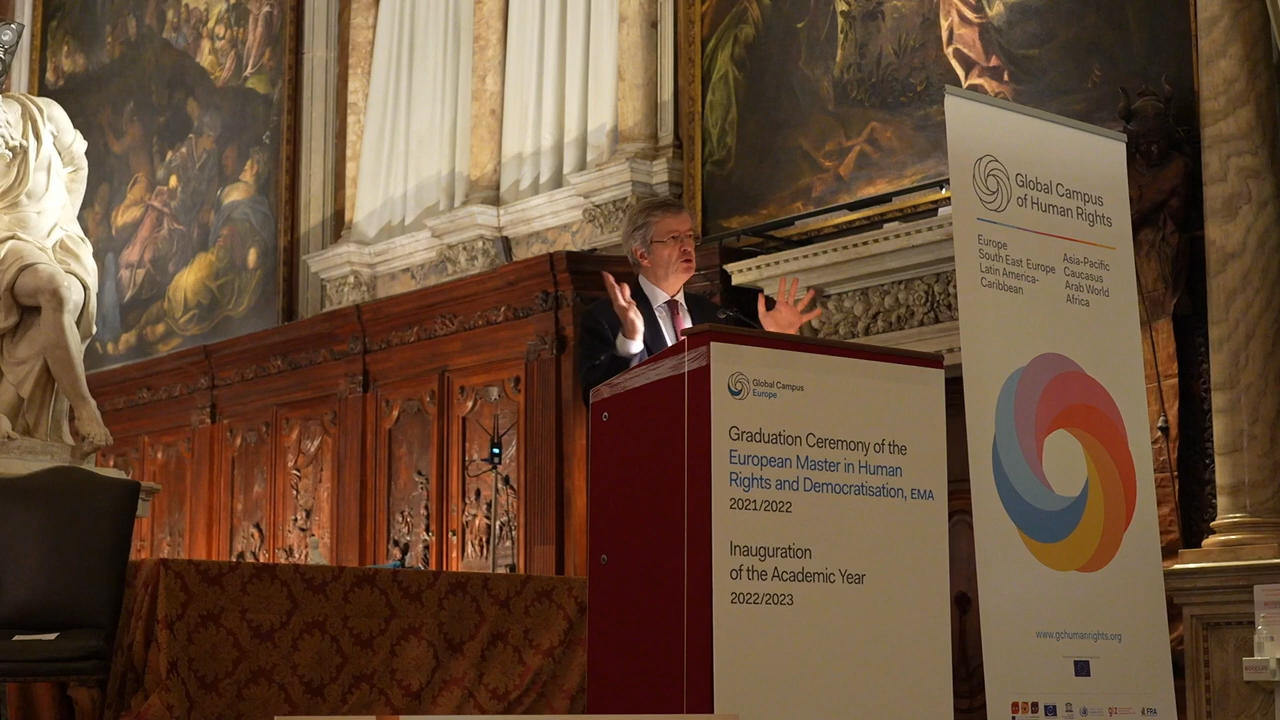 Global Campus
Europe
Graduation Ceremony of the
European Master in Human
Rights and Democratisation, EMA
2021/2022
Inauguration
of the Academic Year
2022/2023
Global Campus
of Human Rights
Europe
South East Europe
Latin America-
Caribbean
Asia-Pacific
Caucasus
Arab World
Africa
www.gchumanrights.org
giz
FRA